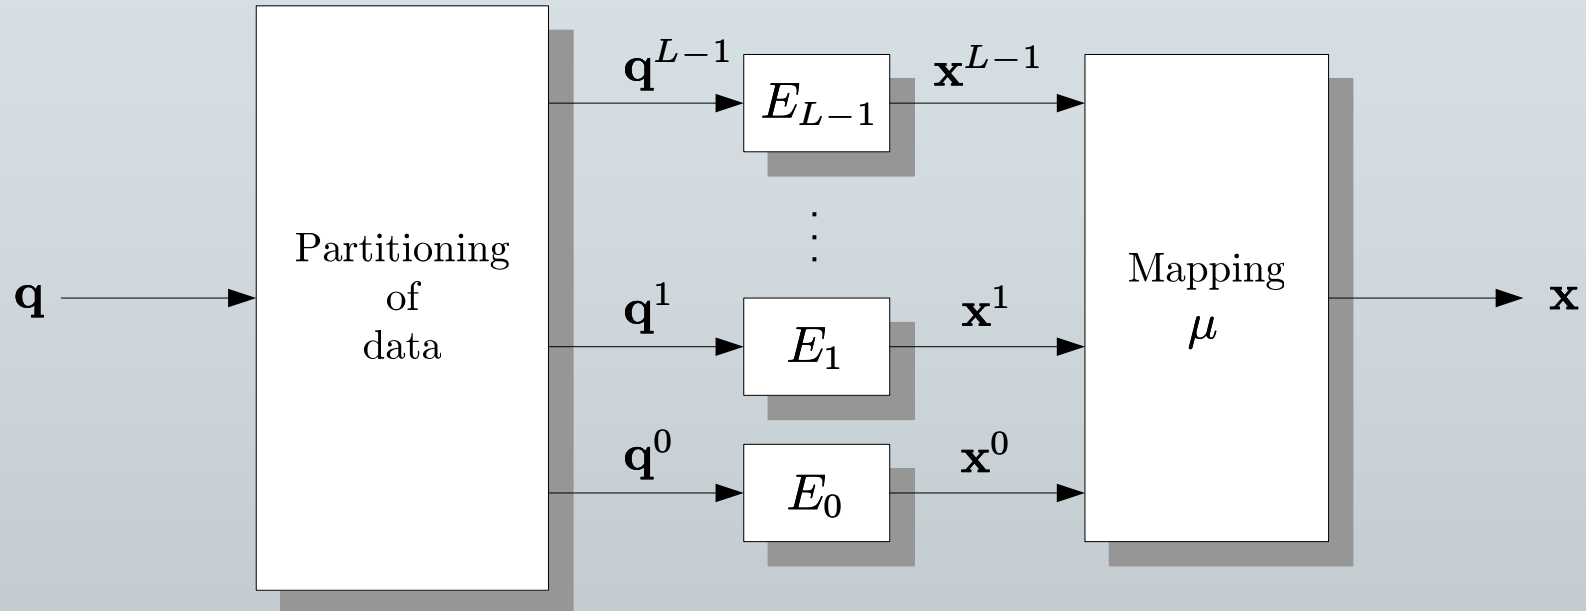 q
Partitioning
of
data
q^{L-1}
E_{L-1}
x^{L-1}
⋮
q^1
E_1
x^1
q^0
E_0
x^0
Mapping
μ
x